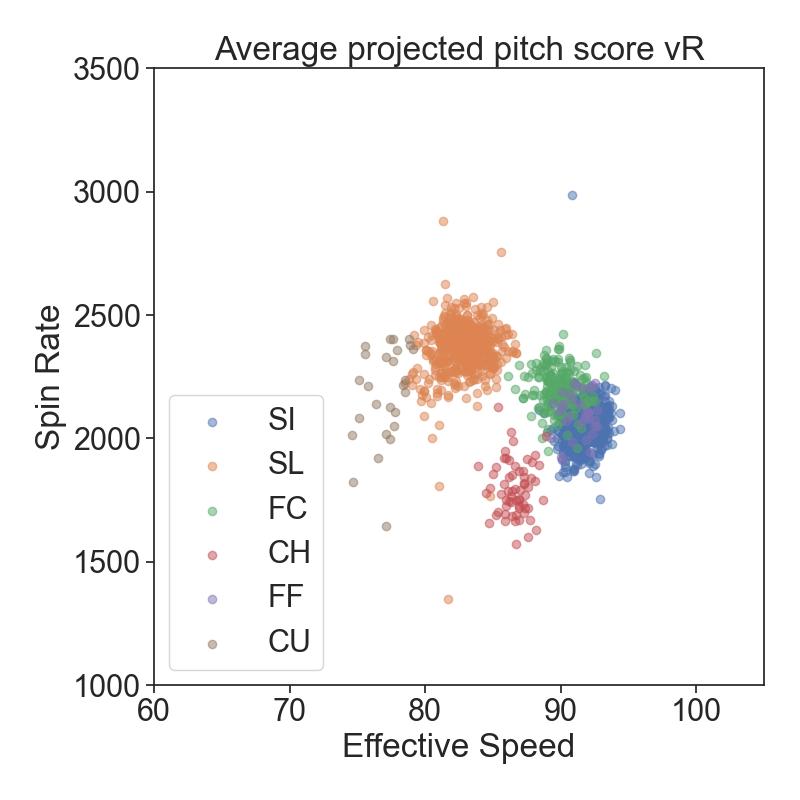 Average projected pitch score vR
3500
3000
2500
2000
1500
1000
Spin Rate
SI
SL
FC
CH
FF
CU
60 70 80 90 100
Effective Speed